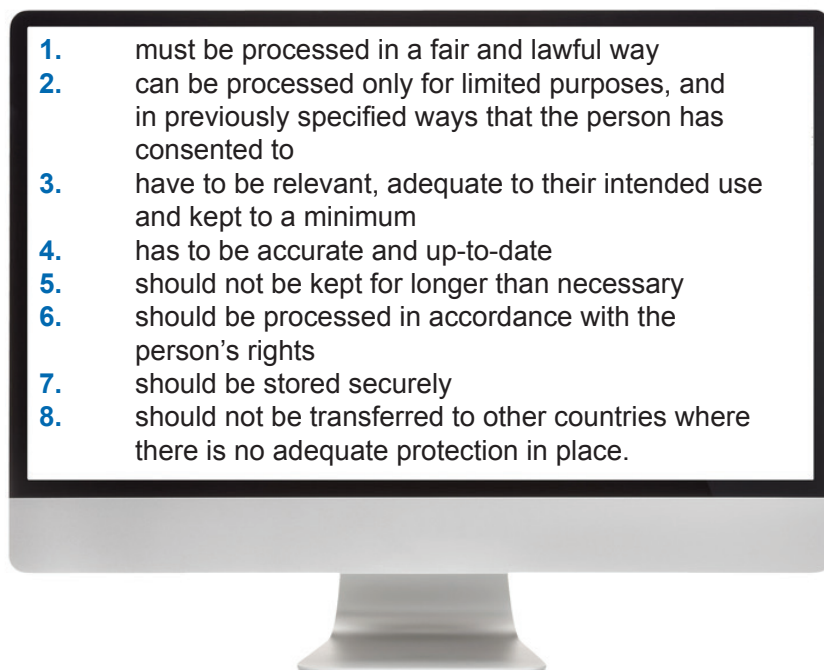 1. must be processed in a fair and lawful way
2. can be processed only for limited purposes, and
in previously specified ways that the person has
consented to
3. have to be relevant, adequate to their intended use
and kept to a minimum
4. has to be accurate and up-to-date
5. should not be kept for longer than necessary
6. should be processed in accordance with the
person's rights
7. should be stored securely
8. should not be transferred to other countries where
there is no adequate protection in place.